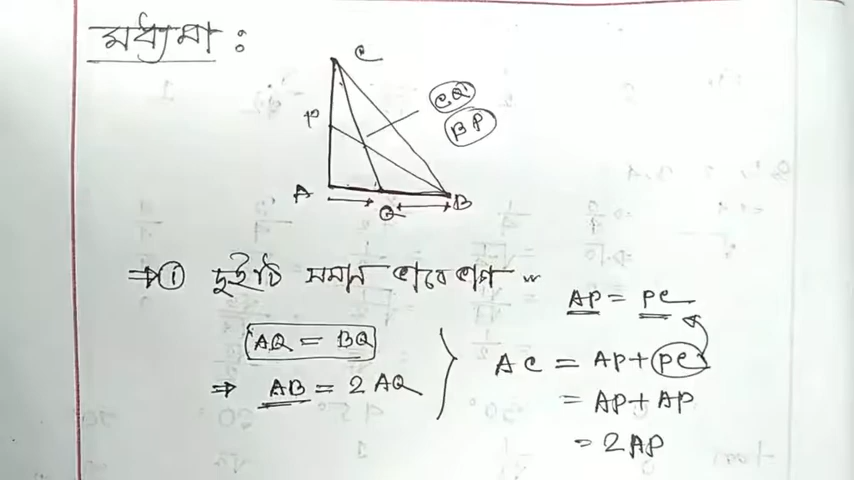 মধ্যমা :
C
CQ
P
BP
A
Q
B
⇒ ① দুইটি সমান ভাবে ভাগ
AP = PC
AQ = BQ
AC = AP + PC
⇒ AB = 2AQ
= AP + AP
= 2AP